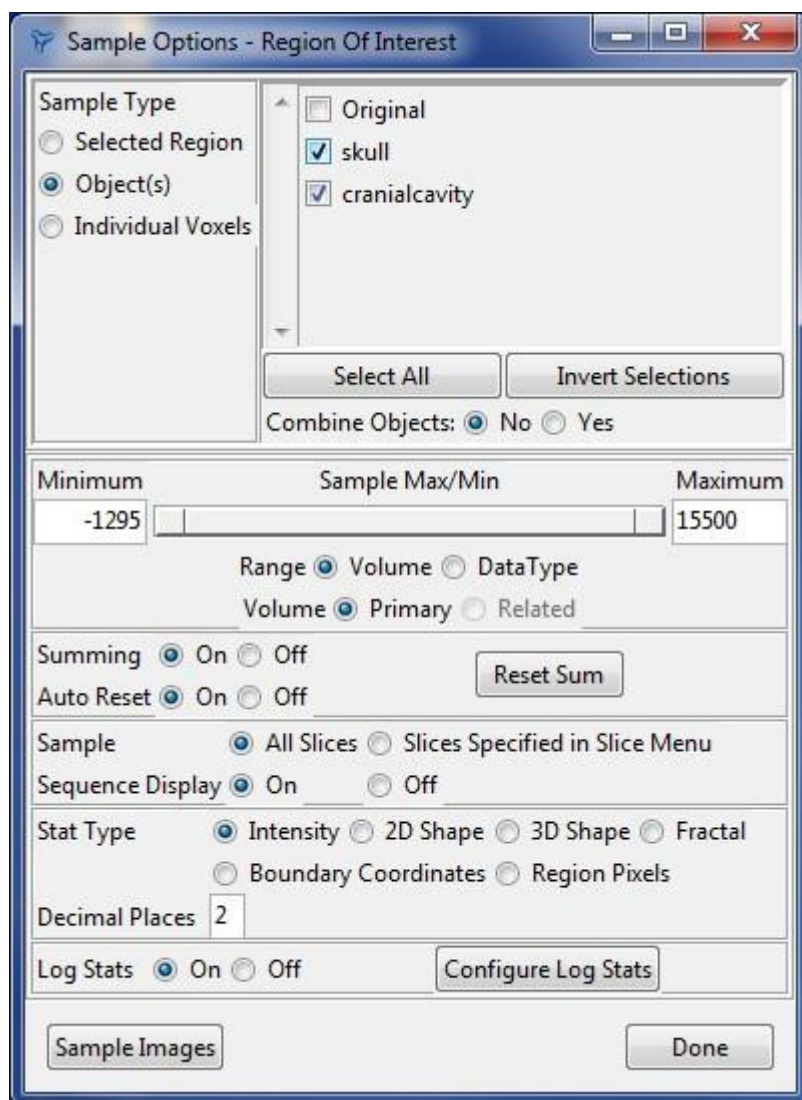 Sample Options - Region Of Interest
Sample Type
Selected Region
Object(s)
Individual Voxels
Original
skull
cranialcavity
Select All Invert Selections
Combine Objects: No Yes
Minimum Sample Max/Min Maximum
-1295 15500
Range Volume DataType
Volume Primary Related
Summing On Off Reset Sum
Auto Reset On Off
Sample All Slices Slices Specified in Slice Menu
Sequence Display On Off
Stat Type Intensity 2D Shape 3D Shape Fractal
Boundary Coordinates Region Pixels
Decimal Places 2
Log Stats On Off Configure Log Stats
Sample Images Done